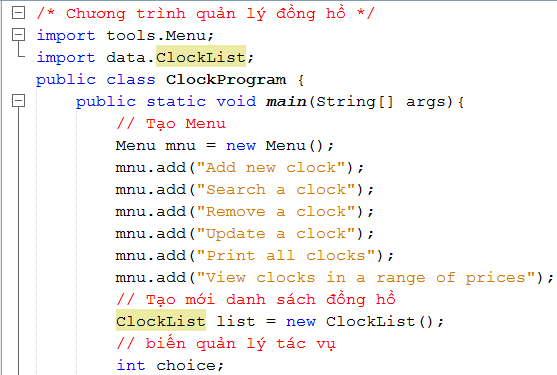 /* Chương trình quản lý đồng hồ */
import tools.Menu;
import data.ClockList;
public class ClockProgram {
public static void main(String[] args){
// Tạo Menu
Menu mnu = new Menu();
mnu.add("Add new clock");
mnu.add("Search a clock");
mnu.add("Remove a clock");
mnu.add("Update a clock");
mnu.add("Print all clocks");
mnu.add("View clocks in a range of prices");
// Tạo mới danh sách đồng hồ
ClockList list = new ClockList();
// biến quản lý tác vụ
int choice;